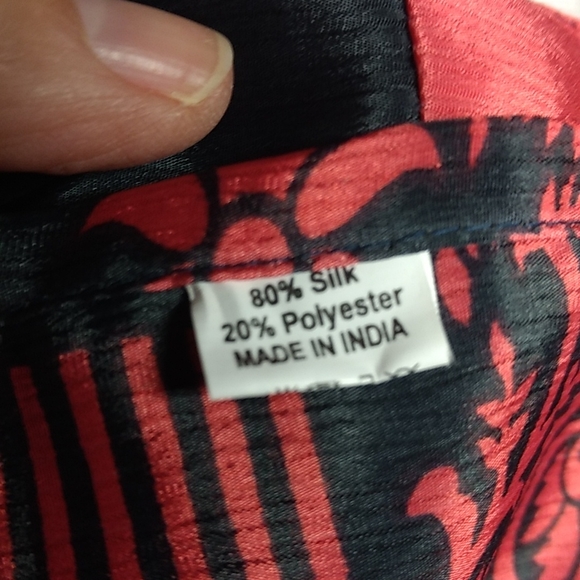 80% Silk
20% Polyester
MADE IN INDIA